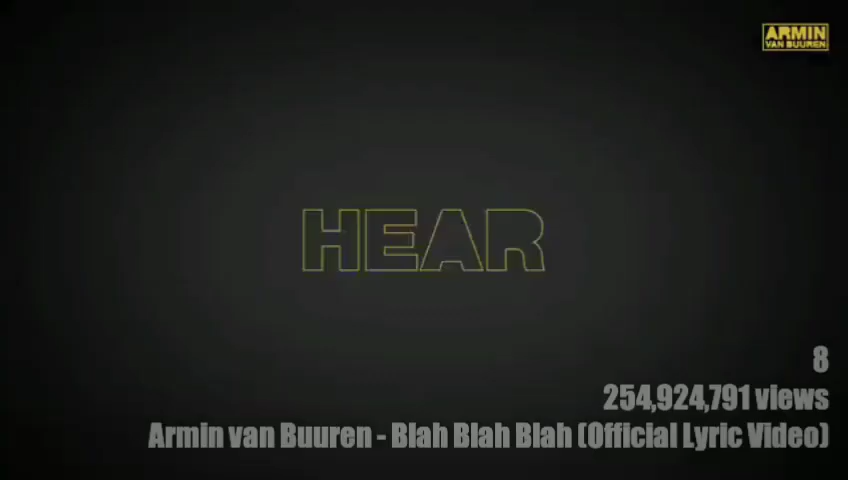 ARMIN
VAN BUUREN
HEAR
8
254,924,791 views
Armin van Buuren - Blah Blah Blah (Official Lyric Video)